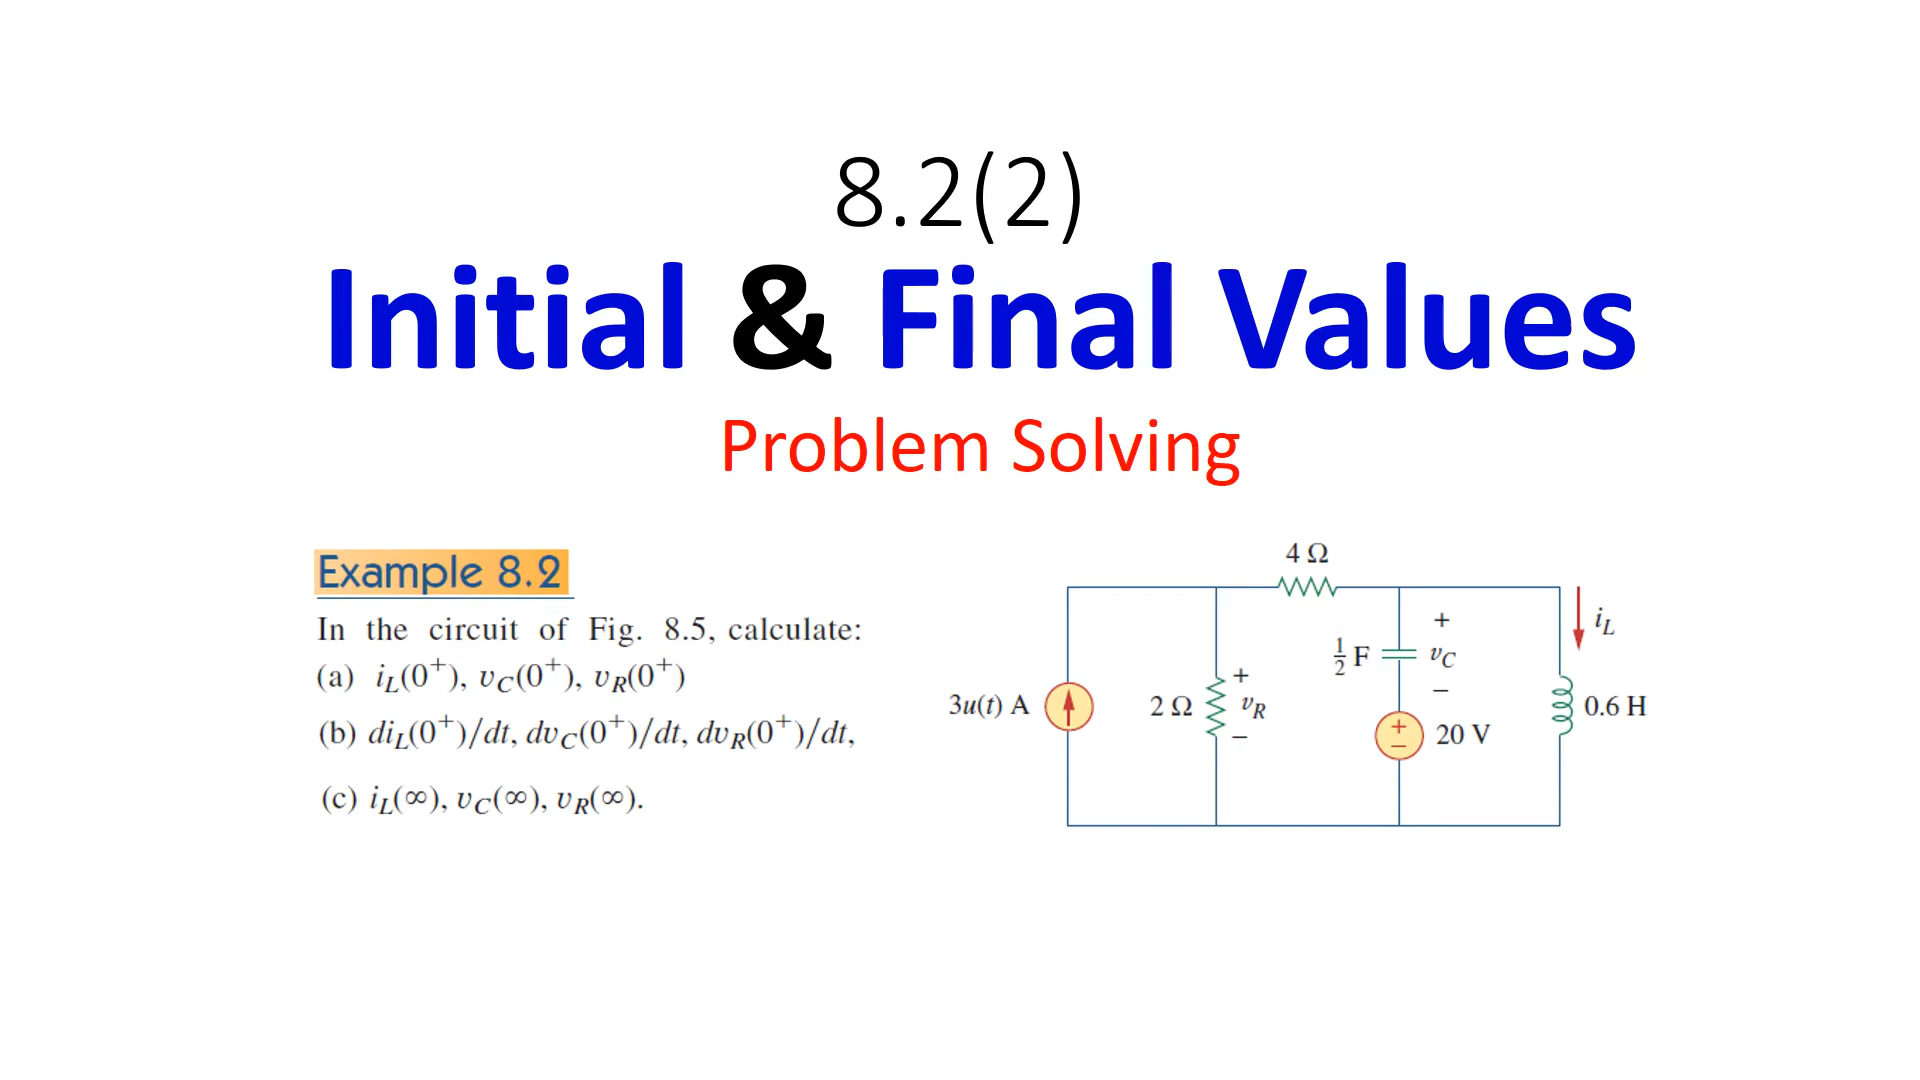 8.2(2)
Initial & Final Values
Problem Solving
Example 8.2
In the circuit of Fig. 8.5, calculate:
(a) i_L(0⁺), v_C(0⁺), v_R(0⁺)
(b) di_L(0⁺)/dt, dv_C(0⁺)/dt, dv_R(0⁺)/dt,
(c) i_L(∞), v_C(∞), v_R(∞).
4 Ω
3u(t) A
2 Ω
+
v_R
−
½ F
+
v_C
−
+
−
20 V
i_L
0.6 H